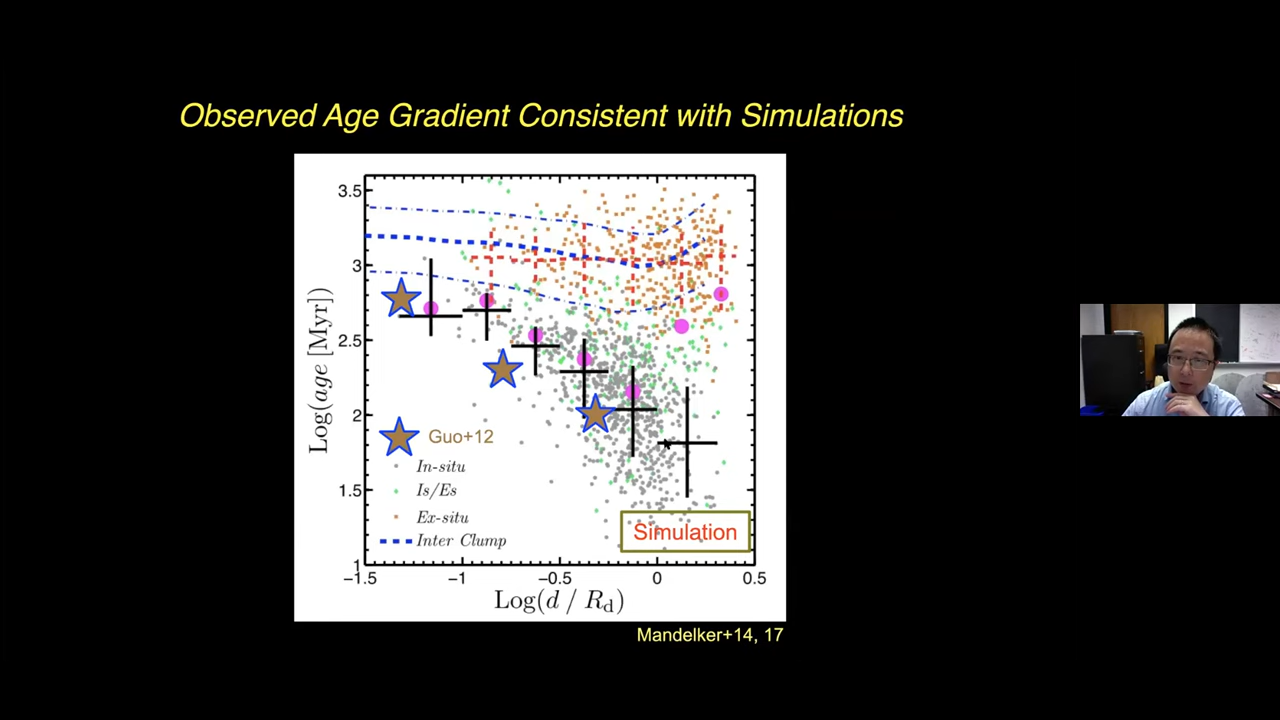 Observed Age Gradient Consistent with Simulations
3.5
3
2.5
2
1.5
1
Log(age [Myr])
Guo+12
In-situ
Is/Es
Ex-situ
Inter Clump
Simulation
−1.5 −1 −0.5 0 0.5
Log(d / Rd)
Mandelker+14, 17